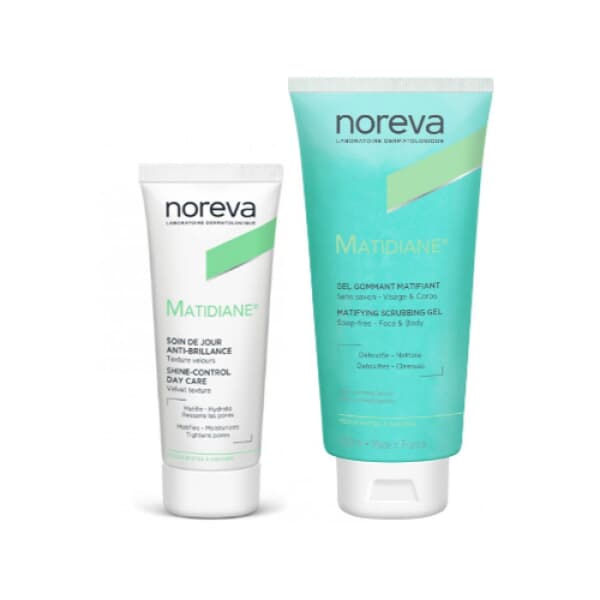 noreva
LABORATOIRE DERMATOLOGIQUE
MATIDIANE®
SOIN DE JOUR
ANTI-BRILLANCE
Texture velours
SHINE-CONTROL
DAY CARE
Velvet texture
Matifie - Hydrate
Resserre les pores
Matifies - Moisturizes
Tightens pores
noreva
LABORATOIRE DERMATOLOGIQUE
MATIDIANE®
GEL GOMMANT MATIFIANT
Sans savon - Visage & Corps
MATIFYING SCRUBBING GEL
Soap-free - Face & Body
Détoxifie - Nettoie
Detoxifies - Cleanses